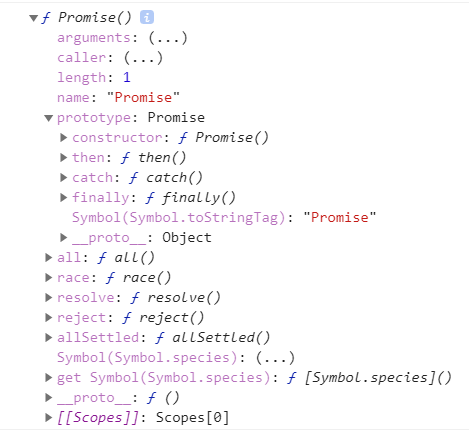 ƒ Promise() i
arguments: (...)
caller: (...)
length: 1
name: "Promise"
prototype: Promise
constructor: ƒ Promise()
then: ƒ then()
catch: ƒ catch()
finally: ƒ finally()
Symbol(Symbol.toStringTag): "Promise"
__proto__: Object
all: ƒ all()
race: ƒ race()
resolve: ƒ resolve()
reject: ƒ reject()
allSettled: ƒ allSettled()
Symbol(Symbol.species): (...)
get Symbol(Symbol.species): ƒ [Symbol.species]()
__proto__: ƒ ()
[[Scopes]]: Scopes[0]